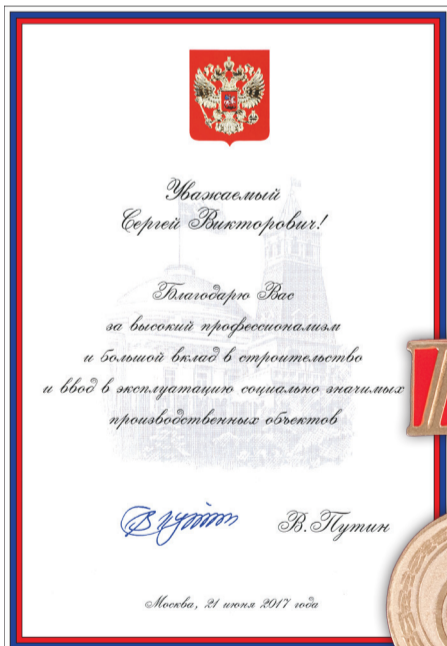 Уважаемый
Сергей Викторович!
Благодарю Вас
за высокий профессионализм
и большой вклад в строительство
и ввод в эксплуатацию социально значимых
производственных объектов
В. Путин
Москва, 21 июня 2017 года